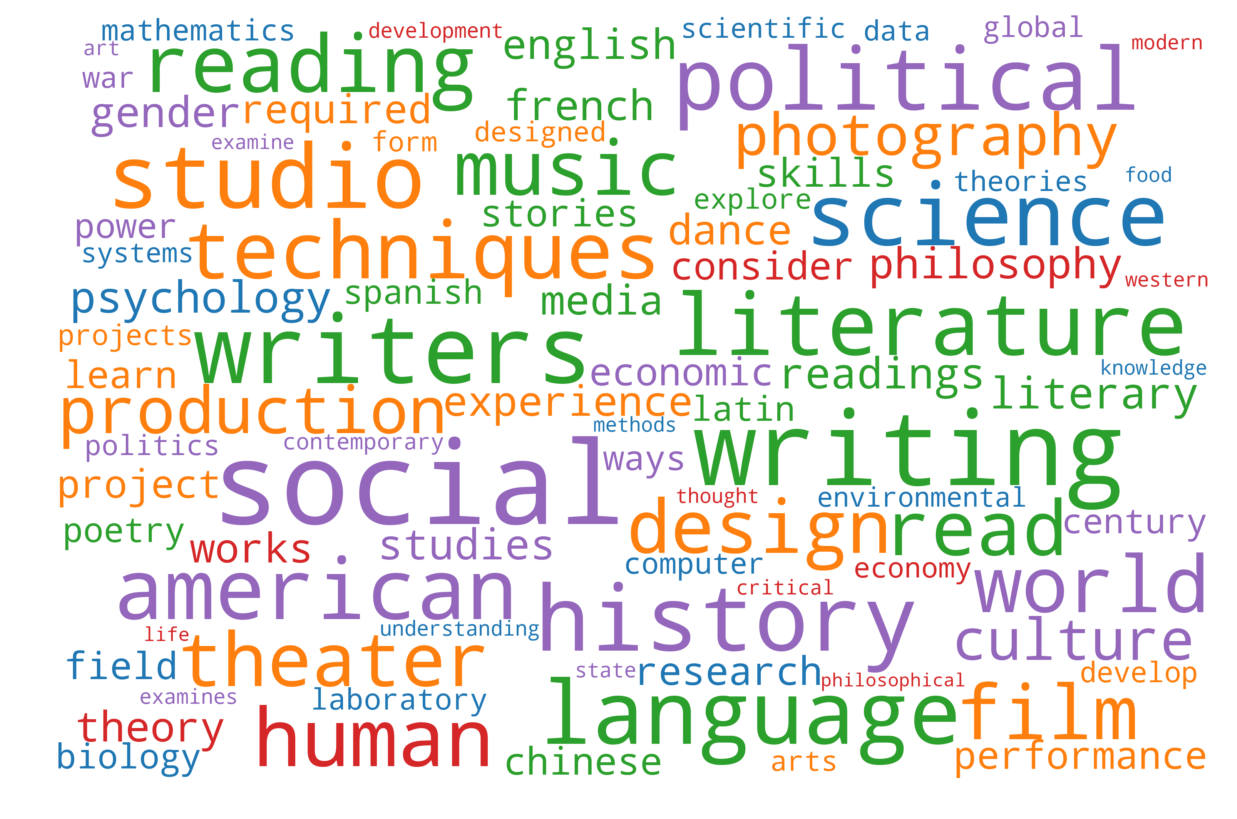 mathematics
development
scientific
data
global
art
reading
english
political
modern
war
gender
required
french
photography
examine
form
designed
studio
music
skills
theories
food
power
stories
explore
science
systems
techniques
dance
consider
philosophy
western
psychology
spanish
media
literature
projects
writers
learn
economic
readings
knowledge
production
experience
latin
literary
politics
contemporary
methods
writing
project
social
ways
poetry
thought
environmental
works
studies
design
read
century
american
computer
economy
world
history
critical
life
understanding
culture
field
theater
state
research
philosophical
develop
examines
laboratory
theory
human
language
film
biology
chinese
arts
performance